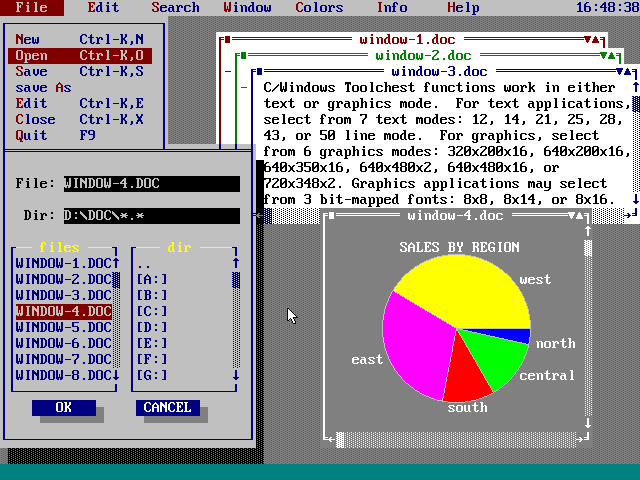 File Edit Search Window Colors Info Help 16:48:38
New Ctrl-K,N
Open Ctrl-K,O
Save Ctrl-K,S
save As
Edit Ctrl-K,E
Close Ctrl-K,X
Quit F9
window-1.doc
window-2.doc
window-3.doc
C/Windows Toolchest functions work in either
text or graphics mode. For text applications,
select from 7 text modes: 12, 14, 21, 25, 28,
43, or 50 line mode. For graphics, select
from 6 graphics modes: 320x200x16, 640x200x16,
640x350x16, 640x480x2, 640x480x16, or
720x348x2. Graphics applications may select
from 3 bit-mapped fonts: 8x8, 8x14, or 8x16.
File: WINDOW-4.DOC
Dir: D:\DOC\*.*
files
WINDOW-1.DOC
WINDOW-2.DOC
WINDOW-3.DOC
WINDOW-4.DOC
WINDOW-5.DOC
WINDOW-6.DOC
WINDOW-7.DOC
WINDOW-8.DOC
dir
..
[A:]
[B:]
[C:]
[D:]
[E:]
[F:]
[G:]
OK CANCEL
window-4.doc
SALES BY REGION
west
north
central
east
south